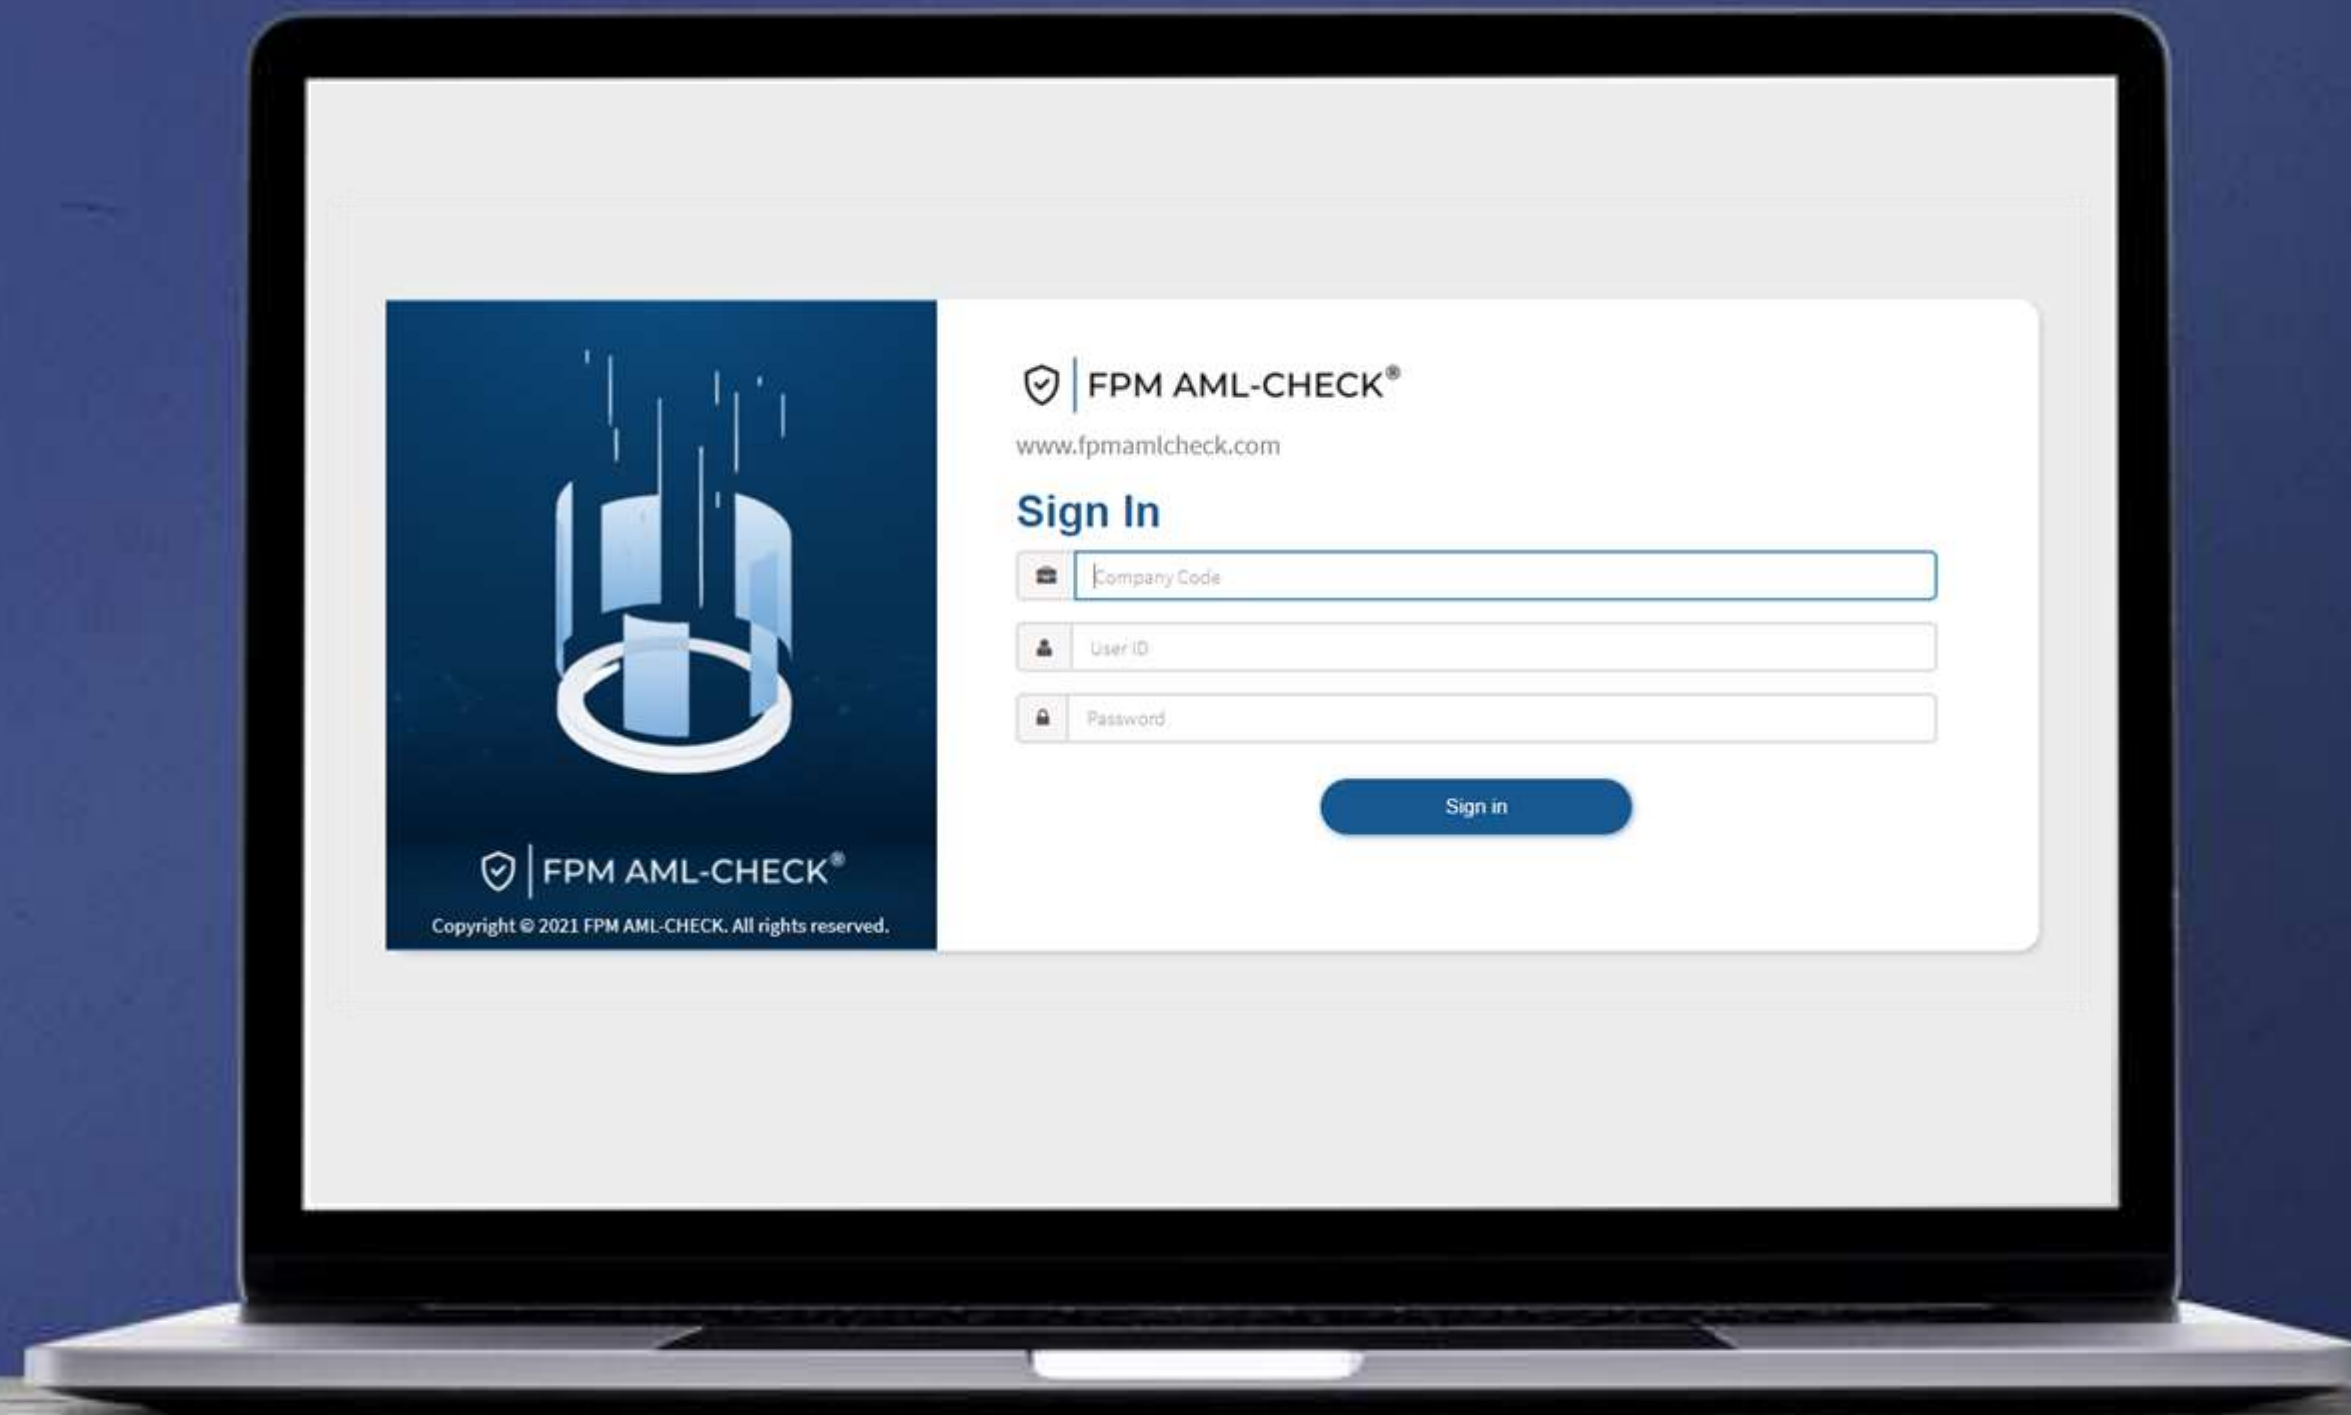 FPM AML-CHECK®
www.fpmamlcheck.com
Sign In
Company Code
User ID
Password
Sign in
FPM AML-CHECK®
Copyright © 2021 FPM AML-CHECK. All rights reserved.